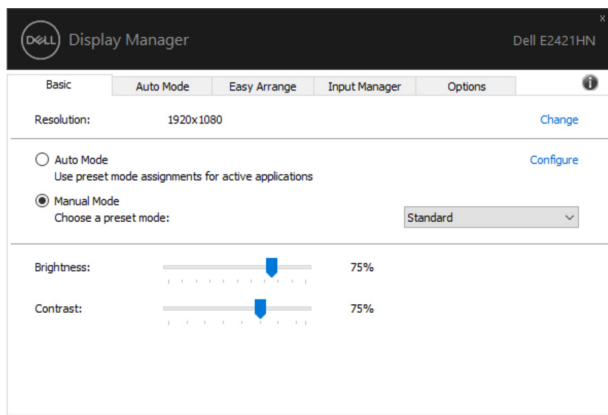 DELL Display Manager
x
Dell E2421HN
Basic Auto Mode Easy Arrange Input Manager Options i
Resolution: 1920x1080 Change
Auto Mode Configure
Use preset mode assignments for active applications
Manual Mode
Choose a preset mode: Standard
Brightness: 75%
Contrast: 75%